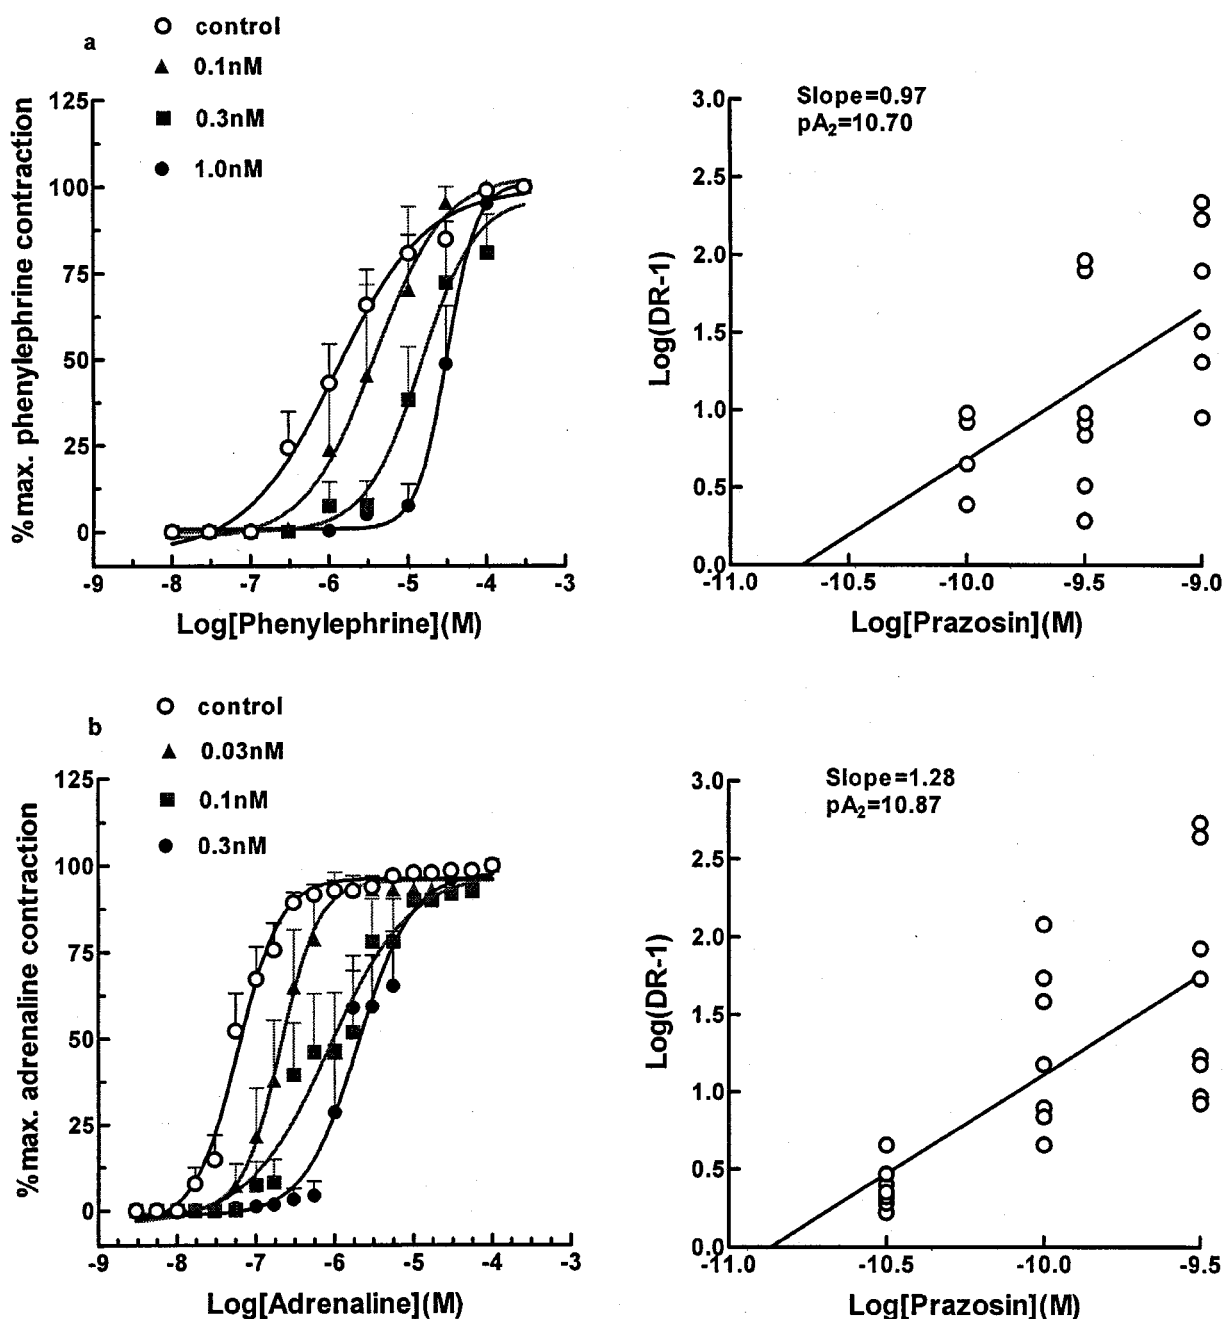 a
control
0.1nM
0.3nM
1.0nM
%max. phenylephrine contraction
125
100
75
50
25
0
-9 -8 -7 -6 -5 -4 -3
Log[Phenylephrine](M)
Slope=0.97
pA2=10.70
Log(DR-1)
3.0
2.5
2.0
1.5
1.0
0.5
0.0
-11.0 -10.5 -10.0 -9.5 -9.0
Log[Prazosin](M)
b
control
0.03nM
0.1nM
0.3nM
%max. adrenaline contraction
125
100
75
50
25
0
-9 -8 -7 -6 -5 -4 -3
Log[Adrenaline](M)
Slope=1.28
pA2=10.87
Log(DR-1)
3.0
2.5
2.0
1.5
1.0
0.5
0.0
-11.0 -10.5 -10.0 -9.5
Log[Prazosin](M)